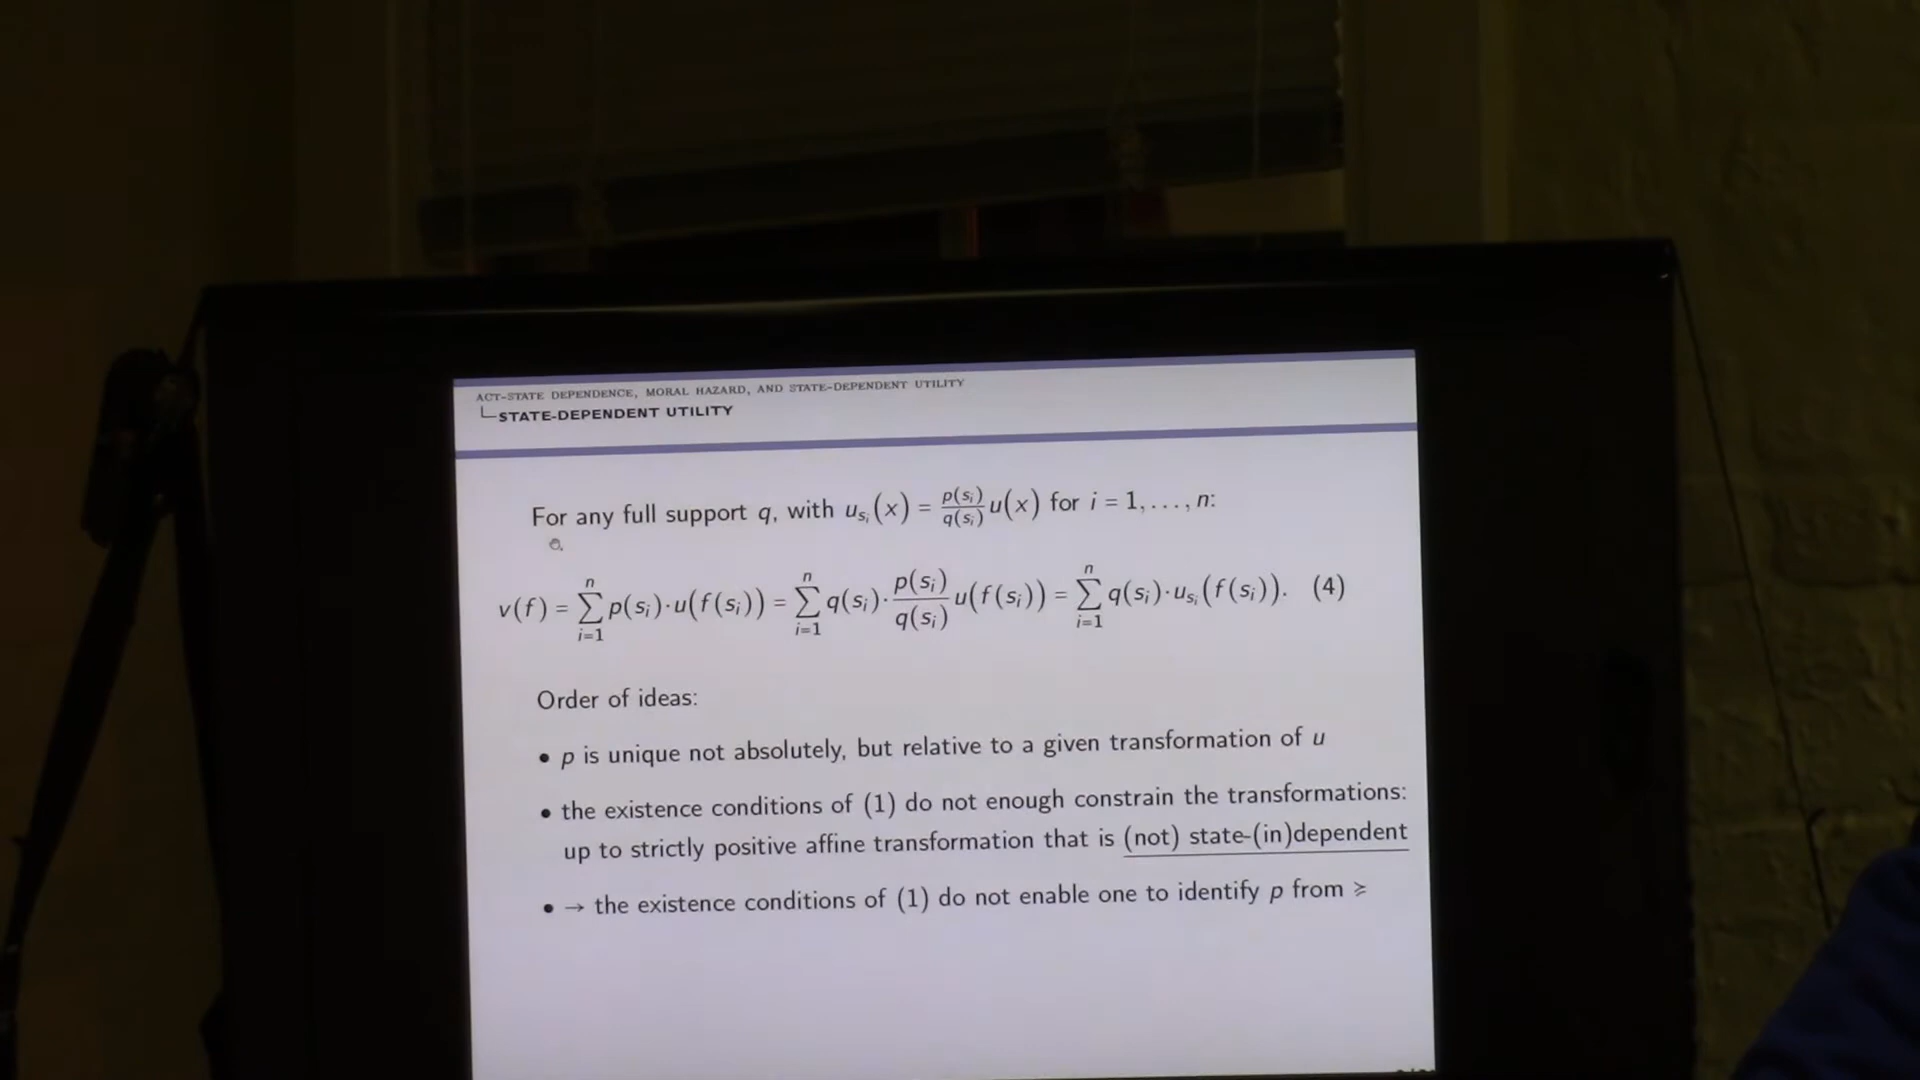 ACT-STATE DEPENDENCE, MORAL HAZARD, AND STATE-DEPENDENT UTILITY
STATE-DEPENDENT UTILITY
For any full support q, with u_{s_i}(x) = \frac{p(s_i)}{q(s_i)} u(x) for i = 1, . . . , n:
v(f) = \sum_{i=1}^{n} p(s_i) · u(f(s_i)) = \sum_{i=1}^{n} q(s_i) · \frac{p(s_i)}{q(s_i)} u(f(s_i)) = \sum_{i=1}^{n} q(s_i) · u_{s_i}(f(s_i)). (4)
Order of ideas:
• p is unique not absolutely, but relative to a given transformation of u
• the existence conditions of (1) do not enough constrain the transformations:
up to strictly positive affine transformation that is (not) state-(in)dependent
• → the existence conditions of (1) do not enable one to identify p from ≽